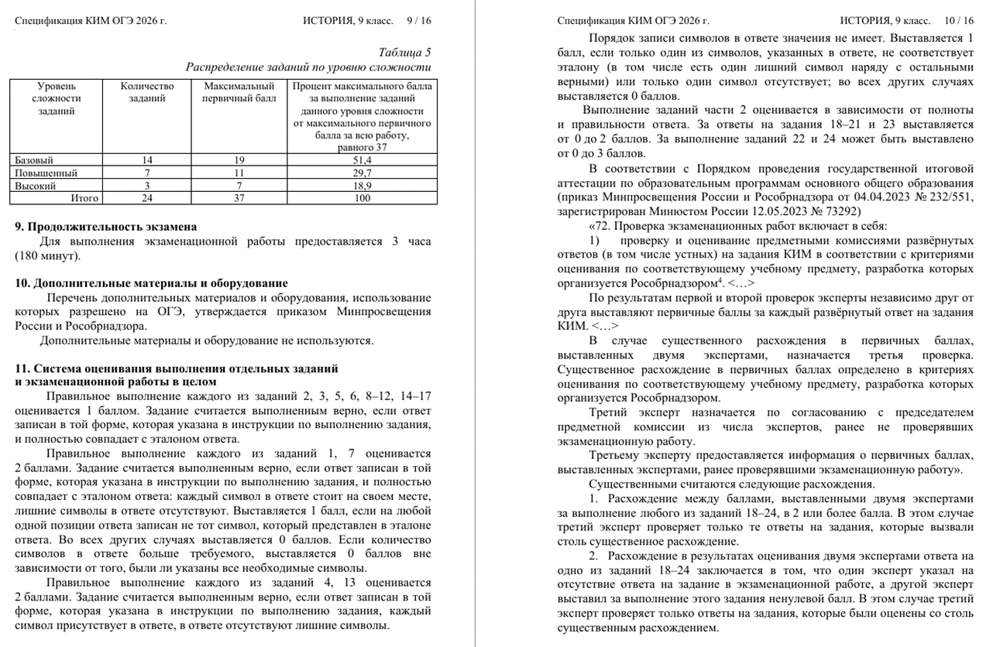 Спецификация КИМ ОГЭ 2026 г. ИСТОРИЯ, 9 класс. 9 / 16
Таблица 5
Распределение заданий по уровню сложности
Уровень сложности заданий Количество заданий Максимальный первичный балл Процент максимального балла за выполнение заданий данного уровня сложности от максимального первичного балла за всю работу, равного 37
Базовый 14 19 51,4
Повышенный 7 11 29,7
Высокий 3 7 18,9
Итого 24 37 100
9. Продолжительность экзамена
Для выполнения экзаменационной работы предоставляется 3 часа
(180 минут).
10. Дополнительные материалы и оборудование
Перечень дополнительных материалов и оборудования, использование
которых разрешено на ОГЭ, утверждается приказом Минпросвещения
России и Рособрнадзора.
Дополнительные материалы и оборудование не используются.
11. Система оценивания выполнения отдельных заданий
и экзаменационной работы в целом
Правильное выполнение каждого из заданий 2, 3, 5, 6, 8–12, 14–17
оценивается 1 баллом. Задание считается выполненным верно, если ответ
записан в той форме, которая указана в инструкции по выполнению задания,
и полностью совпадает с эталоном ответа.
Правильное выполнение каждого из заданий 1, 7 оценивается
2 баллами. Задание считается выполненным верно, если ответ записан в той
форме, которая указана в инструкции по выполнению задания, и полностью
совпадает с эталоном ответа: каждый символ в ответе стоит на своем месте,
лишние символы в ответе отсутствуют. Выставляется 1 балл, если на любой
одной позиции ответа записан не тот символ, который представлен в эталоне
ответа. Во всех других случаях выставляется 0 баллов. Если количество
символов в ответе больше требуемого, выставляется 0 баллов вне
зависимости от того, были ли указаны все необходимые символы.
Правильное выполнение каждого из заданий 4, 13 оценивается
2 баллами. Задание считается выполненным верно, если ответ записан в той
форме, которая указана в инструкции по выполнению задания, каждый
символ присутствует в ответе, в ответе отсутствуют лишние символы.
Спецификация КИМ ОГЭ 2026 г. ИСТОРИЯ, 9 класс. 10 / 16
Порядок записи символов в ответе значения не имеет. Выставляется 1
балл, если только один из символов, указанных в ответе, не соответствует
эталону (в том числе есть один лишний символ наряду с остальными
верными) или только один символ отсутствует; во всех других случаях
выставляется 0 баллов.
Выполнение заданий части 2 оценивается в зависимости от полноты
и правильности ответа. За ответы на задания 18–21 и 23 выставляется
от 0 до 2 баллов. За выполнение заданий 22 и 24 может быть выставлено
от 0 до 3 баллов.
В соответствии с Порядком проведения государственной итоговой
аттестации по образовательным программам основного общего образования
(приказ Минпросвещения России и Рособрнадзора от 04.04.2023 № 232/551,
зарегистрирован Минюстом России 12.05.2023 № 73292)
«72. Проверка экзаменационных работ включает в себя:
1) проверку и оценивание предметными комиссиями развёрнутых
ответов (в том числе устных) на задания КИМ в соответствии с критериями
оценивания по соответствующему учебному предмету, разработка которых
организуется Рособрнадзором⁴. <…>
По результатам первой и второй проверок эксперты независимо друг от
друга выставляют первичные баллы за каждый развёрнутый ответ на задания
КИМ. <…>
В случае существенного расхождения в первичных баллах,
выставленных двумя экспертами, назначается третья проверка.
Существенное расхождение в первичных баллах определено в критериях
оценивания по соответствующему учебному предмету, разработка которых
организуется Рособрнадзором.
Третий эксперт назначается по согласованию с председателем
предметной комиссии из числа экспертов, ранее не проверявших
экзаменационную работу.
Третьему эксперту предоставляется информация о первичных баллах,
выставленных экспертами, ранее проверявшими экзаменационную работу».
Существенными считаются следующие расхождения.
1. Расхождение между баллами, выставленными двумя экспертами
за выполнение любого из заданий 18–24, в 2 или более балла. В этом случае
третий эксперт проверяет только те ответы на задания, которые вызвали
столь существенное расхождение.
2. Расхождение в результатах оценивания двумя экспертами ответа на
одно из заданий 18–24 заключается в том, что один эксперт указал на
отсутствие ответа на задание в экзаменационной работе, а другой эксперт
выставил за выполнение этого задания ненулевой балл. В этом случае третий
эксперт проверяет только ответы на задания, которые были оценены со столь
существенным расхождением.